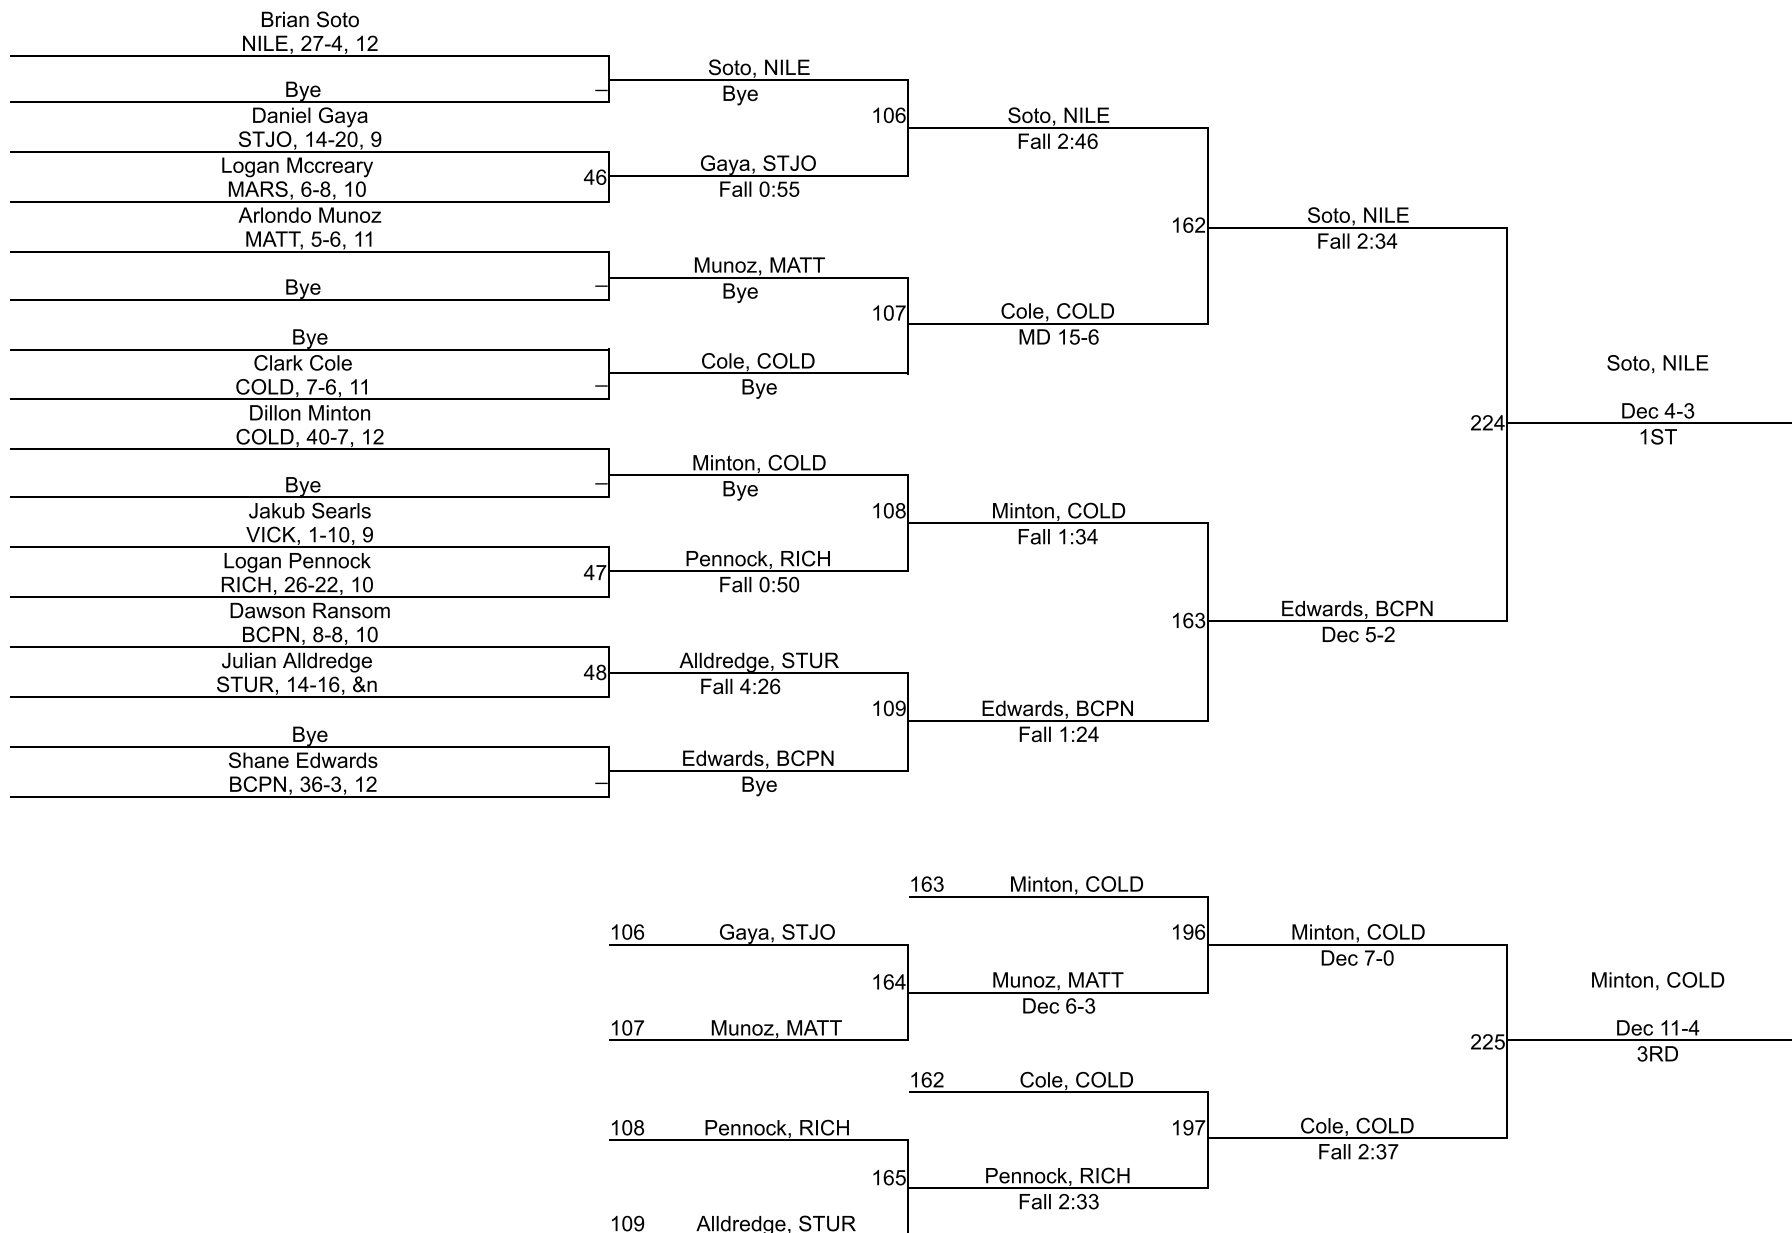 Brian Soto
NILE, 27-4, 12
Bye
Daniel Gaya
STJO, 14-20, 9
Logan Mccreary
MARS, 6-8, 10
Arlondo Munoz
MATT, 5-6, 11
Bye
Bye
Clark Cole
COLD, 7-6, 11
Dillon Minton
COLD, 40-7, 12
Bye
Jakub Searls
VICK, 1-10, 9
Logan Pennock
RICH, 26-22, 10
Dawson Ransom
BCPN, 8-8, 10
Julian Alldredge
STUR, 14-16, &n
Bye
Shane Edwards
BCPN, 36-3, 12
–
46
–
–
–
47
48
–
Soto, NILE
Bye
Gaya, STJO
Fall 0:55
Munoz, MATT
Bye
Cole, COLD
Bye
Minton, COLD
Bye
Pennock, RICH
Fall 0:50
Alldredge, STUR
Fall 4:26
Edwards, BCPN
Bye
106
107
108
109
Soto, NILE
Fall 2:46
Cole, COLD
MD 15-6
Minton, COLD
Fall 1:34
Edwards, BCPN
Fall 1:24
162
163
Soto, NILE
Fall 2:34
Edwards, BCPN
Dec 5-2
224
Soto, NILE
Dec 4-3
1ST
163 Minton, COLD
106 Gaya, STJO
164
Munoz, MATT
Dec 6-3
107 Munoz, MATT
196
Minton, COLD
Dec 7-0
162 Cole, COLD
108 Pennock, RICH
165
Pennock, RICH
Fall 2:33
109 Alldredge, STUR
197
Cole, COLD
Fall 2:37
225
Minton, COLD
Dec 11-4
3RD